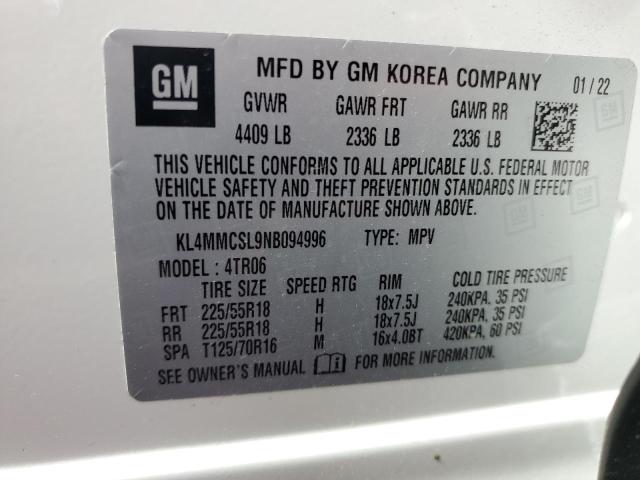 GM MFD BY GM KOREA COMPANY 01/22
GVWR GAWR FRT GAWR RR
4409 LB 2336 LB 2336 LB
THIS VEHICLE CONFORMS TO ALL APPLICABLE U.S. FEDERAL MOTOR
VEHICLE SAFETY AND THEFT PREVENTION STANDARDS IN EFFECT
ON THE DATE OF MANUFACTURE SHOWN ABOVE.
KL4MMCSL9NB094996 TYPE: MPV
MODEL : 4TR06
TIRE SIZE SPEED RTG RIM COLD TIRE PRESSURE
FRT 225/55R18 H 18x7.5J 240KPA, 35 PSI
RR 225/55R18 H 18x7.5J 240KPA, 35 PSI
SPA T125/70R16 M 16x4.0BT 420KPA, 60 PSI
SEE OWNER'S MANUAL FOR MORE INFORMATION.